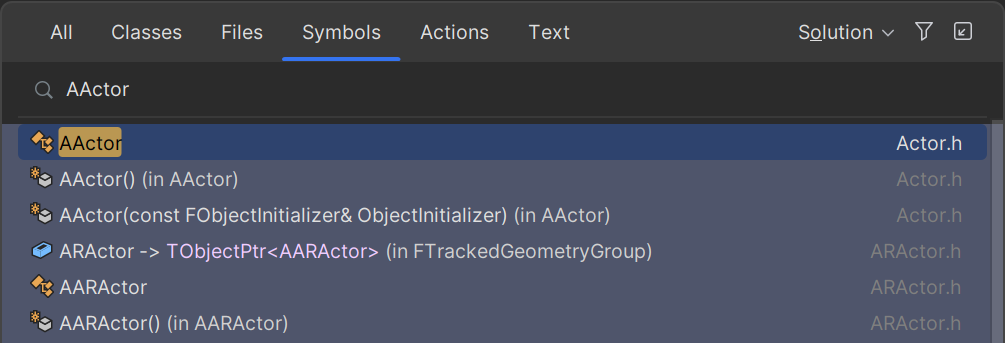 All Classes Files Symbols Actions Text Solution
AActor
AActor Actor.h
AActor() (in AActor) Actor.h
AActor(const FObjectInitializer& ObjectInitializer) (in AActor) Actor.h
ARActor -> TObjectPtr<AARActor> (in FTrackedGeometryGroup) ARActor.h
AARActor ARActor.h
AARActor() (in AARActor) ARActor.h